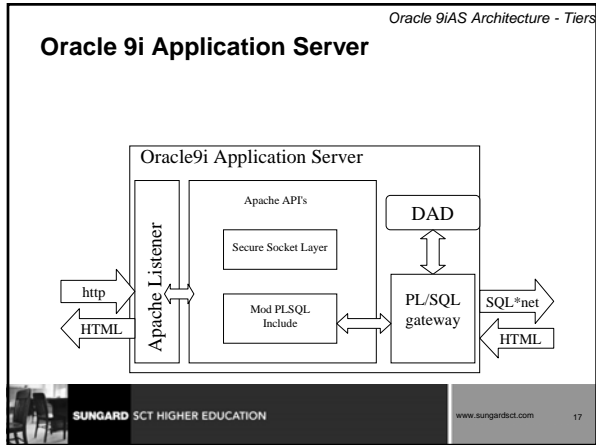 Oracle 9iAS Architecture - Tiers
Oracle 9i Application Server
Oracle9i Application Server
Apache Listener
Apache API's
Secure Socket Layer
Mod PLSQL
Include
DAD
PL/SQL
gateway
http
HTML
SQL*net
HTML
SUNGARD SCT HIGHER EDUCATION
www.sungardsct.com
17